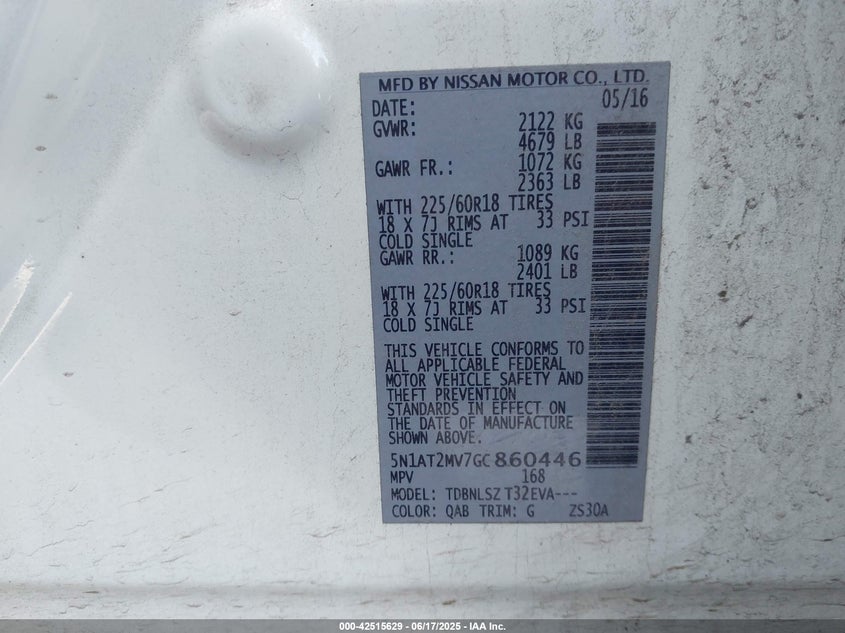 MFD BY NISSAN MOTOR CO., LTD.
DATE: 05/16
GVWR: 2122 KG
4679 LB
GAWR FR.: 1072 KG
2363 LB
WITH 225/60R18 TIRES
18 X 7J RIMS AT 33 PSI
COLD SINGLE
GAWR RR.: 1089 KG
2401 LB
WITH 225/60R18 TIRES
18 X 7J RIMS AT 33 PSI
COLD SINGLE
THIS VEHICLE CONFORMS TO
ALL APPLICABLE FEDERAL
MOTOR VEHICLE SAFETY AND
THEFT PREVENTION
STANDARDS IN EFFECT ON
THE DATE OF MANUFACTURE
SHOWN ABOVE.
5N1AT2MV7GC860446
MPV 168
MODEL: TDBNLSZ T32EVA---
COLOR: QAB TRIM: G ZS30A
000-42515629 - 06/17/2025 - IAA Inc.